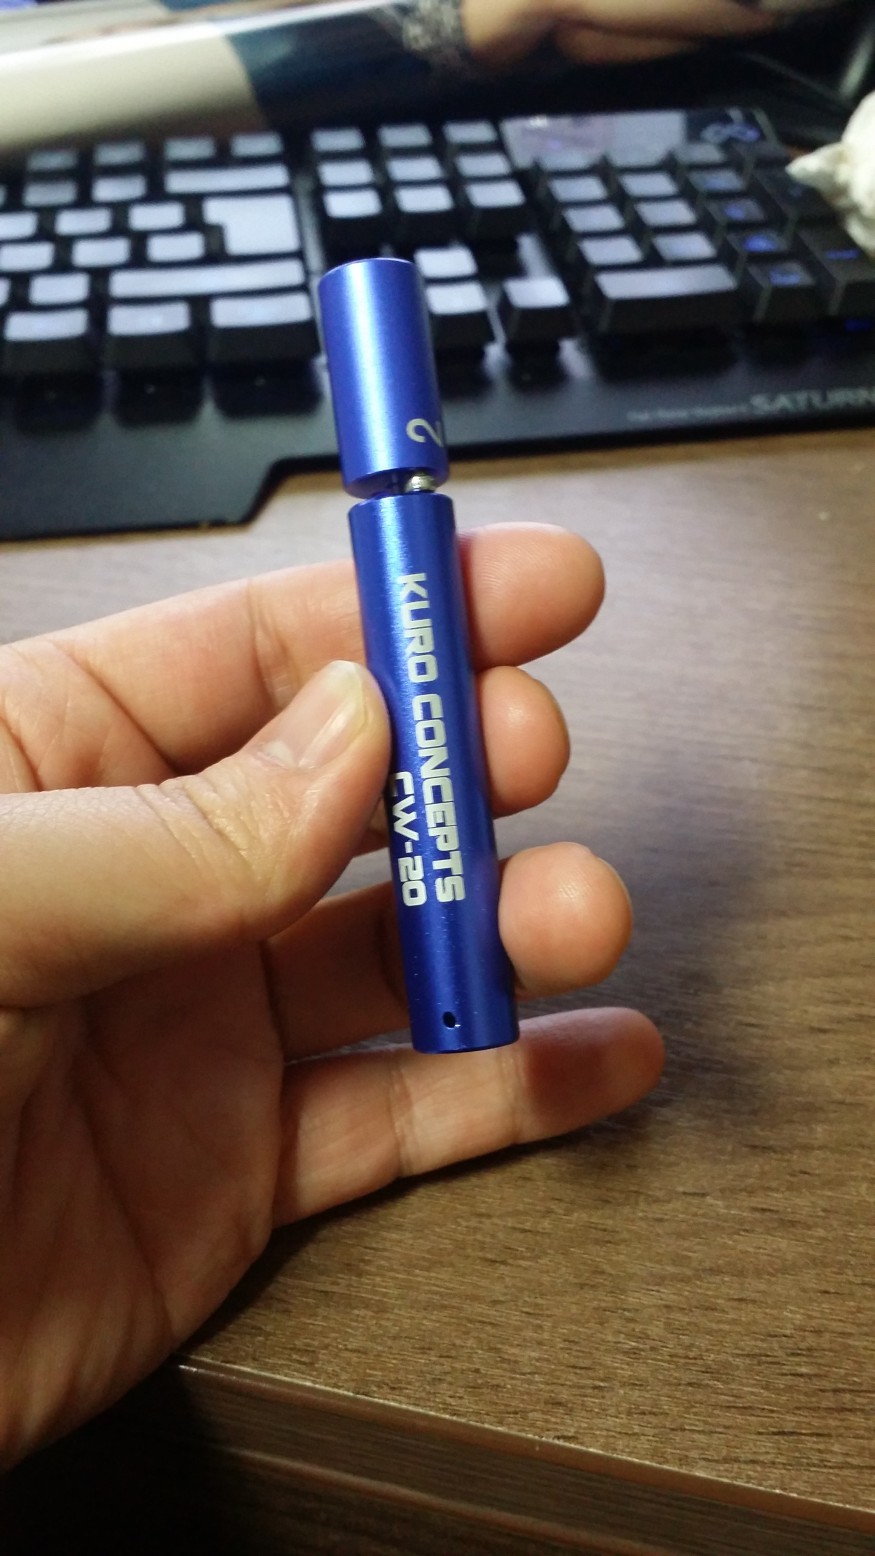 SATURN
2
KURO CONCEPTS
CW-20